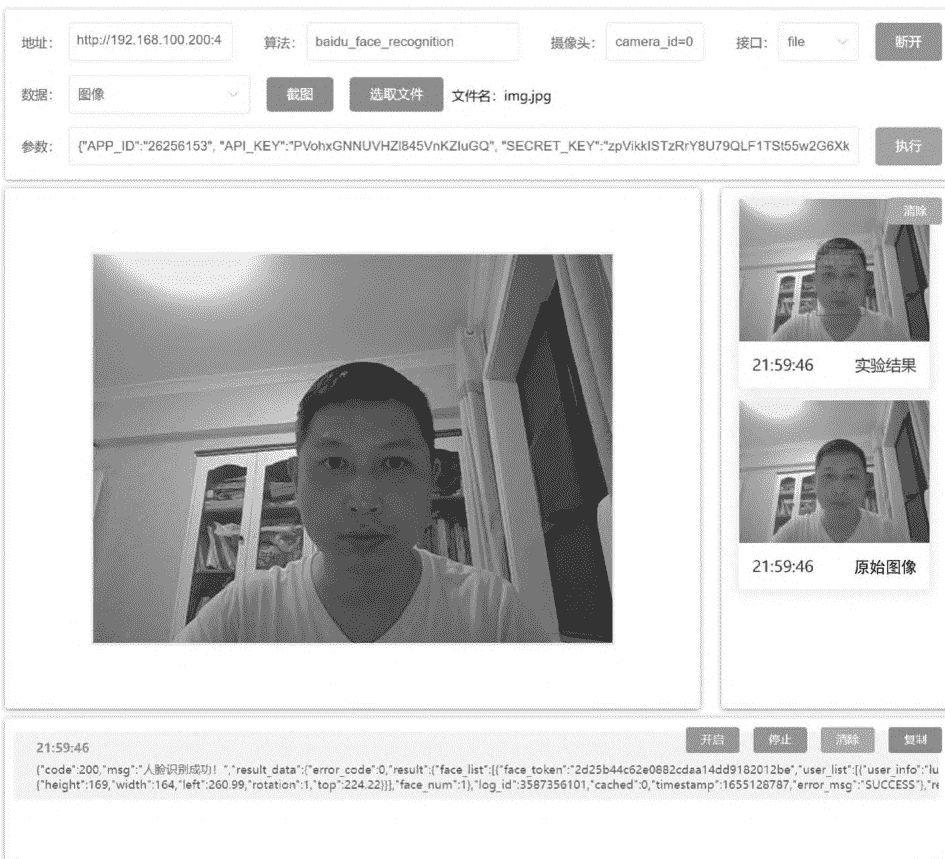 地址： http://192.168.100.200:4 算法： baidu_face_recognition 摄像头： camera_id=0 接口： file 断开
数据： 图像 截图 选取文件 文件名：img.jpg
参数： {"APP_ID":"26256153", "API_KEY":"PVohxGNNUVHZI845VnKZIuGQ", "SECRET_KEY":"zpVikkISTzRrY8U79QLF1TSt55w2G6Xk 执行
清除
21:59:46 实验结果
21:59:46 原始图像
21:59:46 开启 停止 清除 复制
{"code":200,"msg":"人脸识别成功！","result_data":{"error_code":0,"result":{"face_list":[{"face_token":"2d25b44c62e0882cdaa14dd9182012be","user_list":[{"user_info":"lu
{"height":169,"width":164,"left":260.99,"rotation":1,"top":224.22}}],"face_num":1},"log_id":3587356101,"cached":0,"timestamp":1655128787,"error_msg":"SUCCESS"},"re